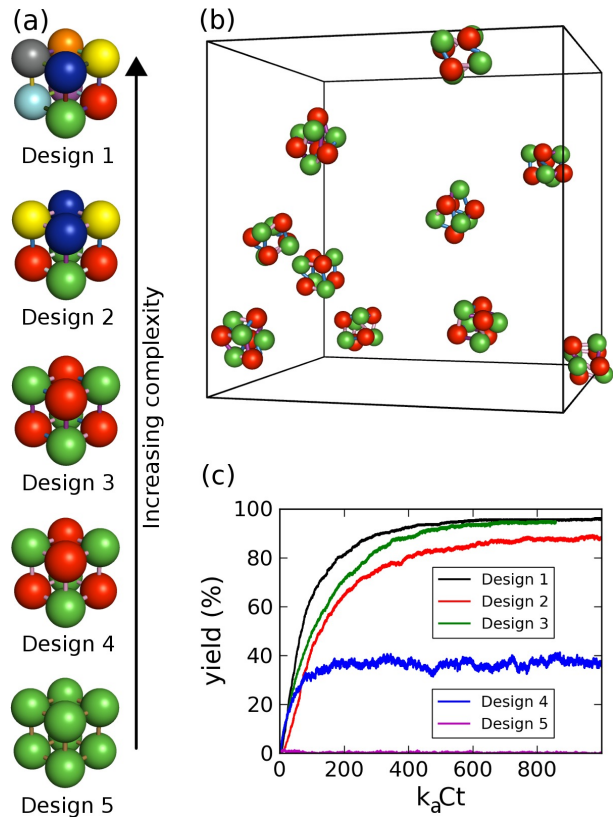 (a)
Design 1
Design 2
Design 3
Design 4
Design 5
Increasing complexity
(b)
(c)
yield (%)
100
80
60
40
20
0
Design 1
Design 2
Design 3
Design 4
Design 5
0 200 400 600 800
kaCt